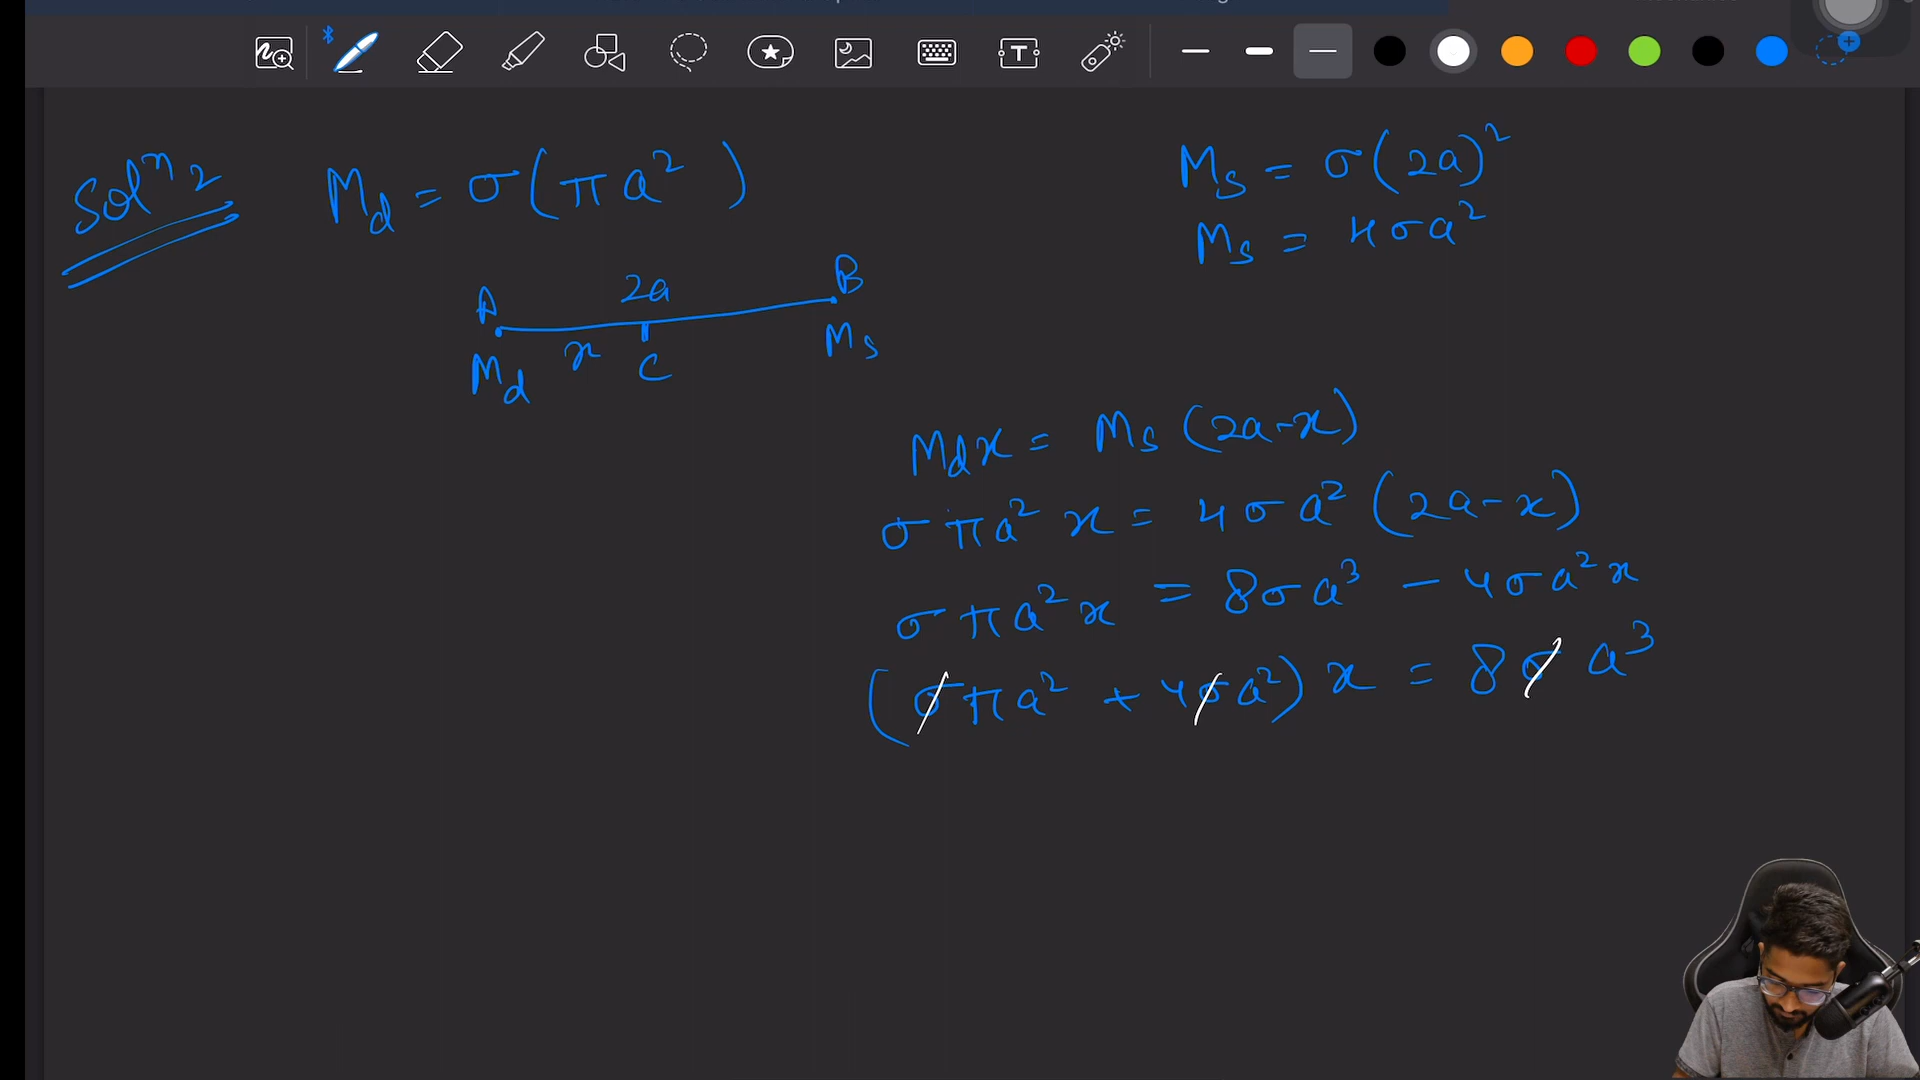 Solⁿ 2
M_d = σ(πa²)
M_s = σ(2a)²
M_s = 4σa²
A 2a B
x C
M_d M_s
M_d x = M_s (2a-x)
σπa² x = 4σa² (2a-x)
σπa²x = 8σa³ - 4σa²x
(σπa² + 4σa²) x = 8σ a³